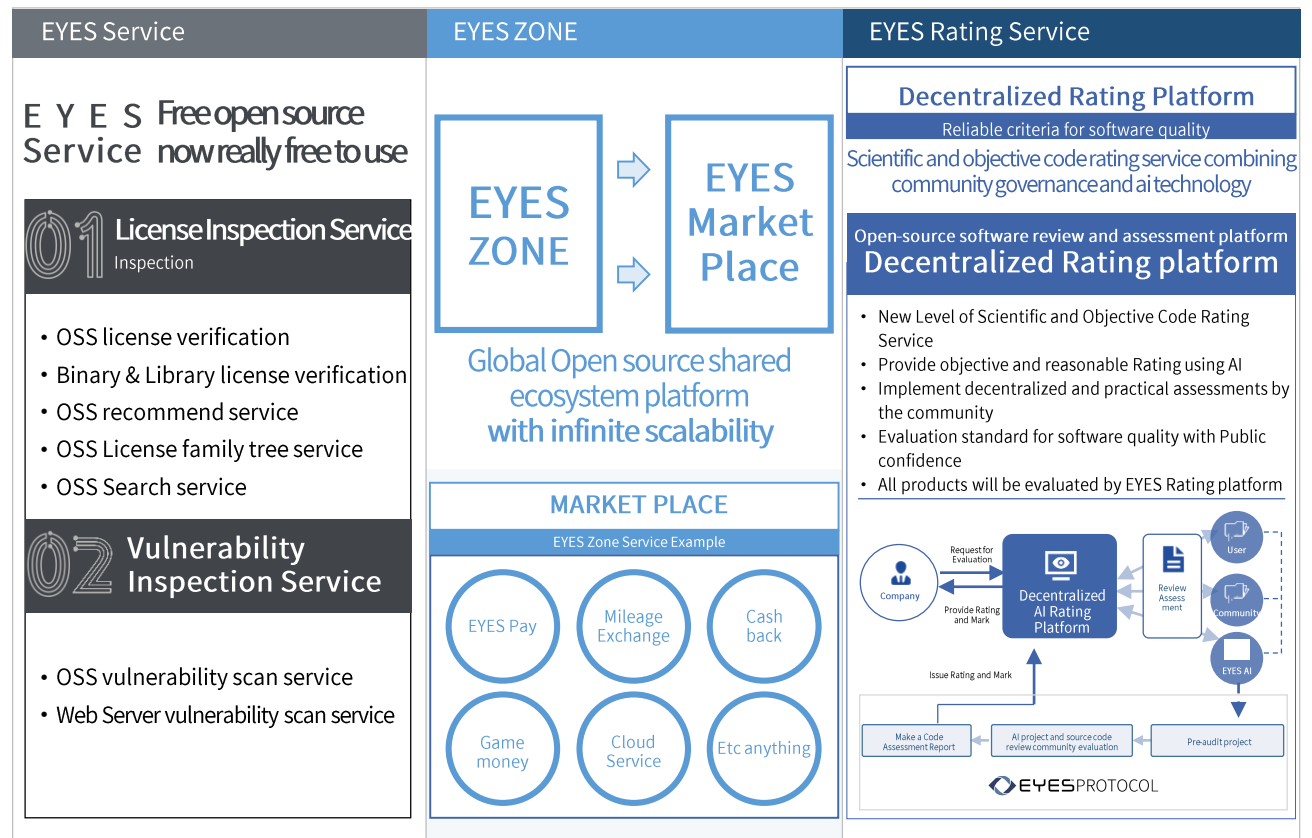 EYES Service
EYES
Service
Free open source
now really free to use
01
License Inspection Service
Inspection
• OSS license verification
• Binary & Library license verification
• OSS recommend service
• OSS License family tree service
• OSS Search service
02
Vulnerability
Inspection Service
• OSS vulnerability scan service
• Web Server vulnerability scan service
EYES ZONE
EYES
ZONE
EYES
Market
Place
Global Open source shared
ecosystem platform
with infinite scalability
MARKET PLACE
EYES Zone Service Example
EYES Pay
Mileage
Exchange
Cash
back
Game
money
Cloud
Service
Etc anything
EYES Rating Service
Decentralized Rating Platform
Reliable criteria for software quality
Scientific and objective code rating service combining
community governance and ai technology
Open-source software review and assessment platform
Decentralized Rating platform
• New Level of Scientific and Objective Code Rating
Service
• Provide objective and reasonable Rating using AI
• Implement decentralized and practical assessments by
the community
• Evaluation standard for software quality with Public
confidence
• All products will be evaluated by EYES Rating platform
Company
Request for
Evaluation
Provide Rating
and Mark
Decentralized
AI Rating
Platform
Review
Assess
ment
User
Community
EYES AI
Issue Rating and Mark
Make a Code
Assessment Report
AI project and source code
review community evaluation
Pre-audit project
EYES PROTOCOL